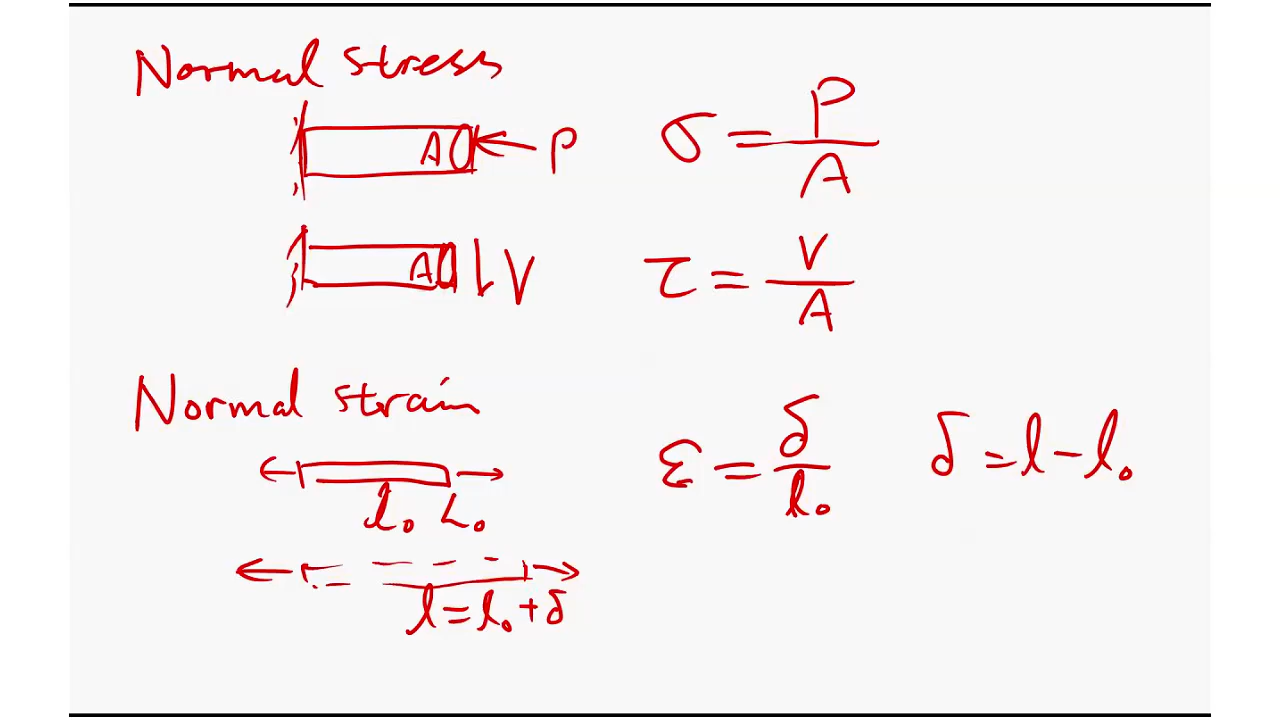 Normal stress
A P σ = P/A
A V τ = V/A
Normal strain
l₀ L₀ ε = δ/l₀ δ = l - l₀
l = l₀ + δ